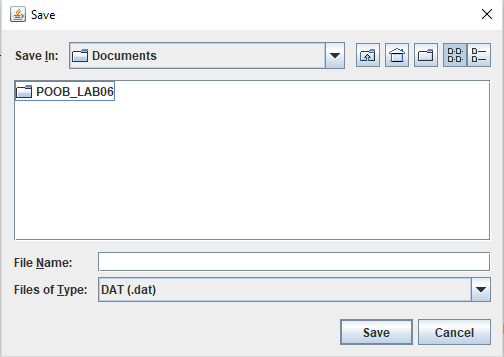 Save
Save In: Documents
POOB_LAB06
File Name:
Files of Type: DAT (.dat)
Save Cancel